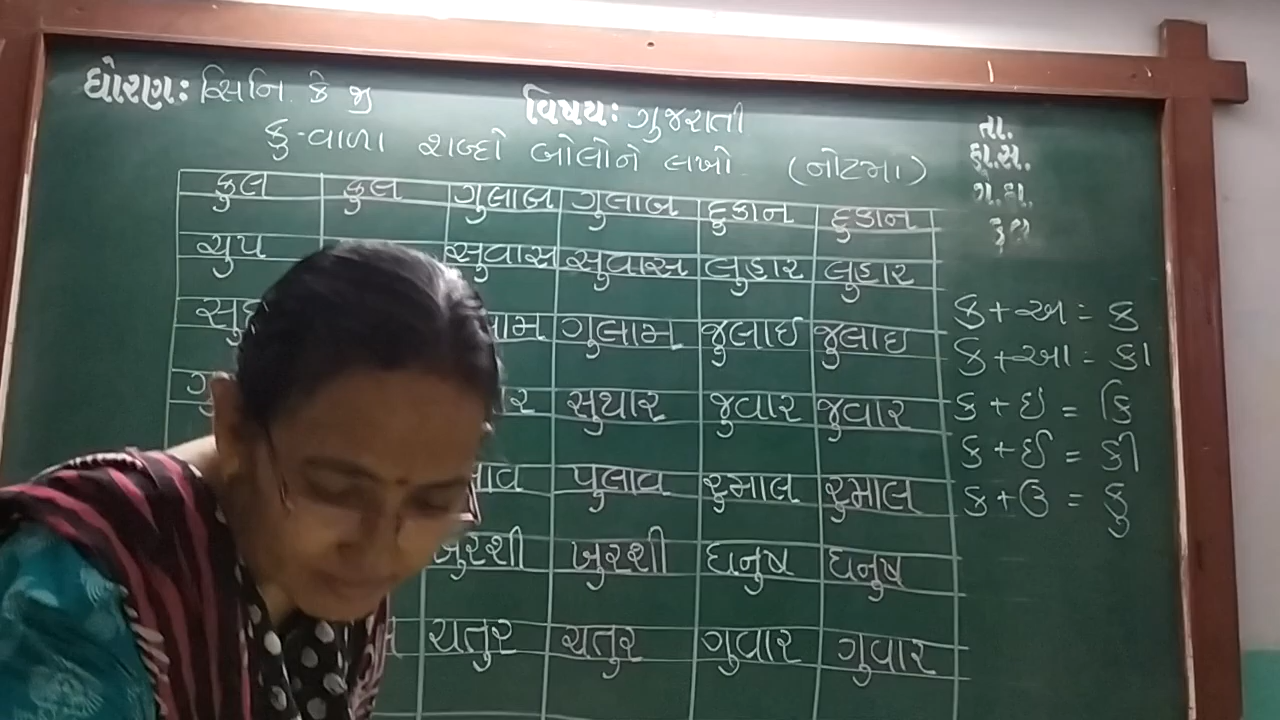 ધોરણ: સિનિ. કે જી
વિષય: ગુજરાતી
તા.
કુ-વાળા શબ્દો બોલોને લખો. (નોટમા)
હા.સ.
ગે.હા.
કુલ
કુલ કુલ ગુલાબ ગુલાબ દુકાન દુકાન
ચુપ સુવાસ સુવાસ લુહાર લુહાર
ગુલામ જુલાઈ જુલાઇ
સુથાર જુવાર જુવાર
પુલાવ રુમાલ રુમાલ
ખુરશી ખુરશી ધનુષ ધનુષ
ચતુર ચતુર ગુવાર ગુવાર
ક + અ = ક
ક + આ = કા
ક + ઇ = કિ
ક + ઈ = કી
ક + ઉ = કુ